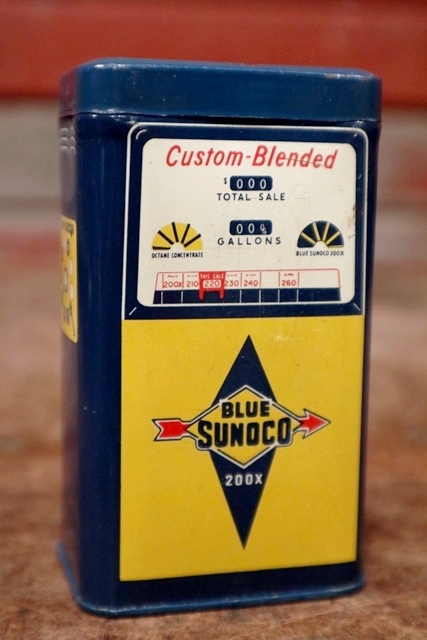 Custom-Blended
$ 000
TOTAL SALE
000
GALLONS
OCTANE CONCENTRATE
BLUE SUNOCO 200X
THIS SALE
200X 210 220 230 240 260
BLUE
SUNOCO
200X